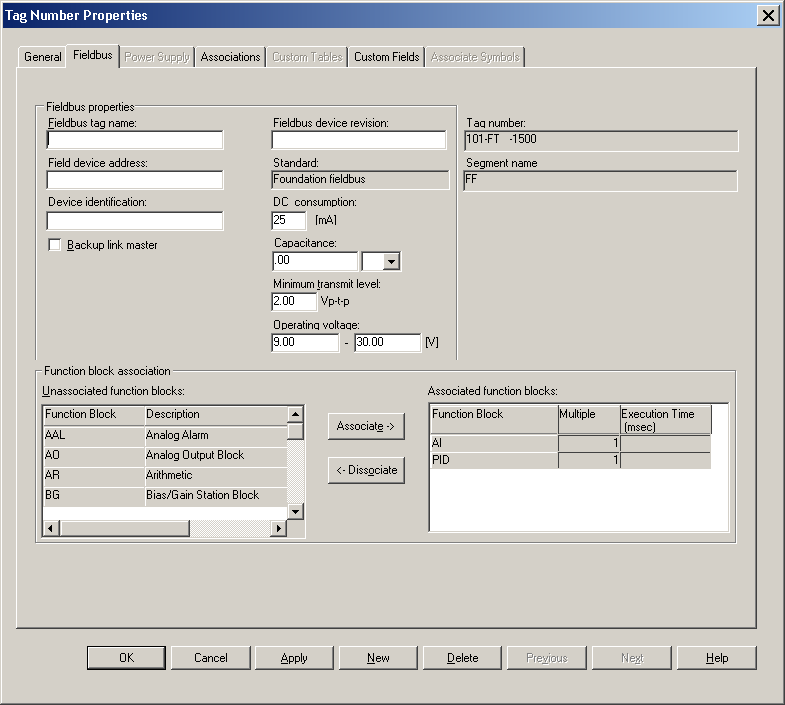 Tag Number Properties
General Fieldbus Power Supply Associations Custom Tables Custom Fields Associate Symbols
Fieldbus properties
Fieldbus tag name:
Fieldbus device revision:
Tag number:
101-FT -1500
Field device address:
Standard:
Foundation fieldbus
Segment name
FF
Device identification:
DC consumption:
25 [mA]
Backup link master
Capacitance:
.00
Minimum transmit level:
2.00 Vp-t-p
Operating voltage:
9.00 - 30.00 [V]
Function block association
Unassociated function blocks:
Function Block Description
AAL Analog Alarm
AO Analog Output Block
AR Arithmetic
BG Bias/Gain Station Block
Associate ->
<- Dissociate
Associated function blocks:
Function Block Multiple Execution Time
(msec)
AI 1
PID 1
OK Cancel Apply New Delete Previous Next Help